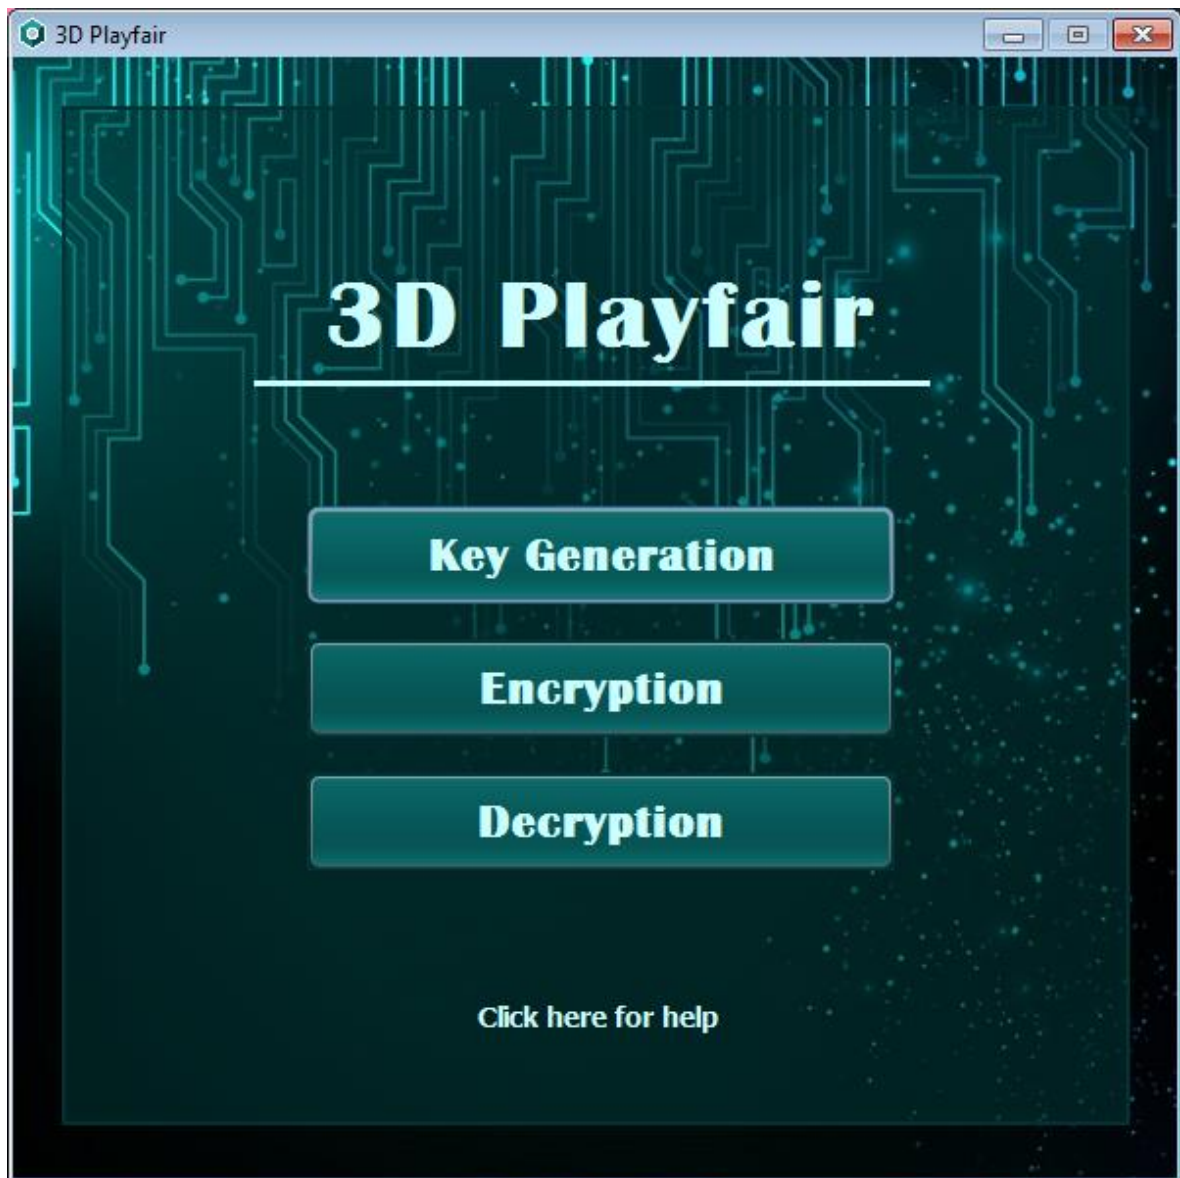 3D Playfair
3D Playfair
Key Generation
Encryption
Decryption
Click here for help